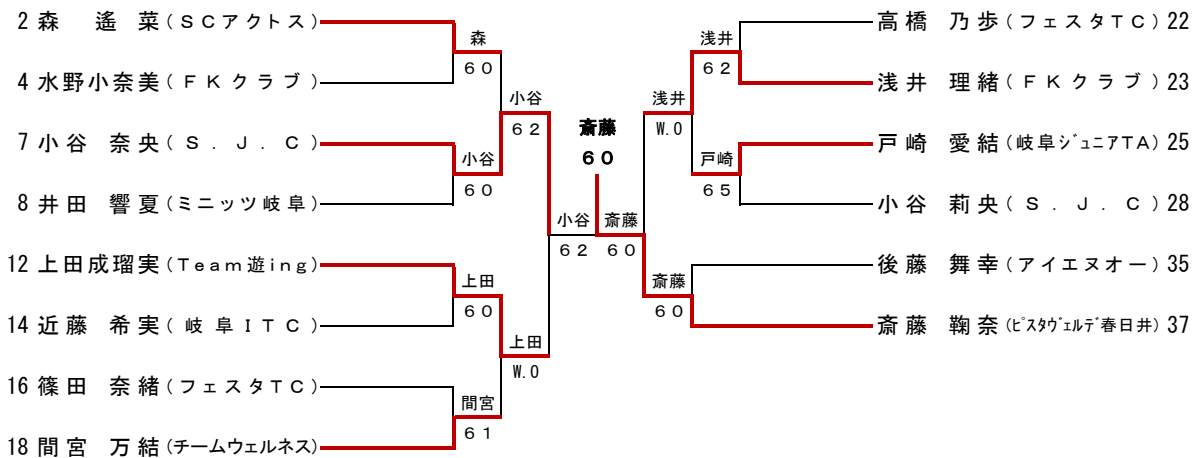 2 森 遙 菜 (ＳＣアクトス)
4 水野小奈美 (ＦＫクラブ)
7 小谷 奈央 (Ｓ．Ｊ．Ｃ)
8 井田 響夏 (ミニッツ岐阜)
12 上田成瑠実 (Ｔｅａｍ遊ｉｎｇ)
14 近藤 希実 (岐阜ＩＴＣ)
16 篠田 奈緒 (フェスタＴＣ)
18 間宮 万結 (チームウェルネス)
森
６０
小谷
６０
上田
６０
間宮
６１
小谷
６２
上田
W.0
小谷
６２
斎藤
６０
斎藤
６０
浅井
W.0
浅井
６２
戸崎
６５
斎藤
６０
高橋 乃歩 (フェスタＴＣ) 22
浅井 理緒 (ＦＫクラブ) 23
戸崎 愛結 (岐阜ｼﾞｭﾆｱTA) 25
小谷 莉央 (Ｓ．Ｊ．Ｃ) 28
後藤 舞幸 (アイエヌオー) 35
斎藤 鞠奈 (ﾋﾟｽﾀｳﾞｪﾙﾃﾞ春日井) 37